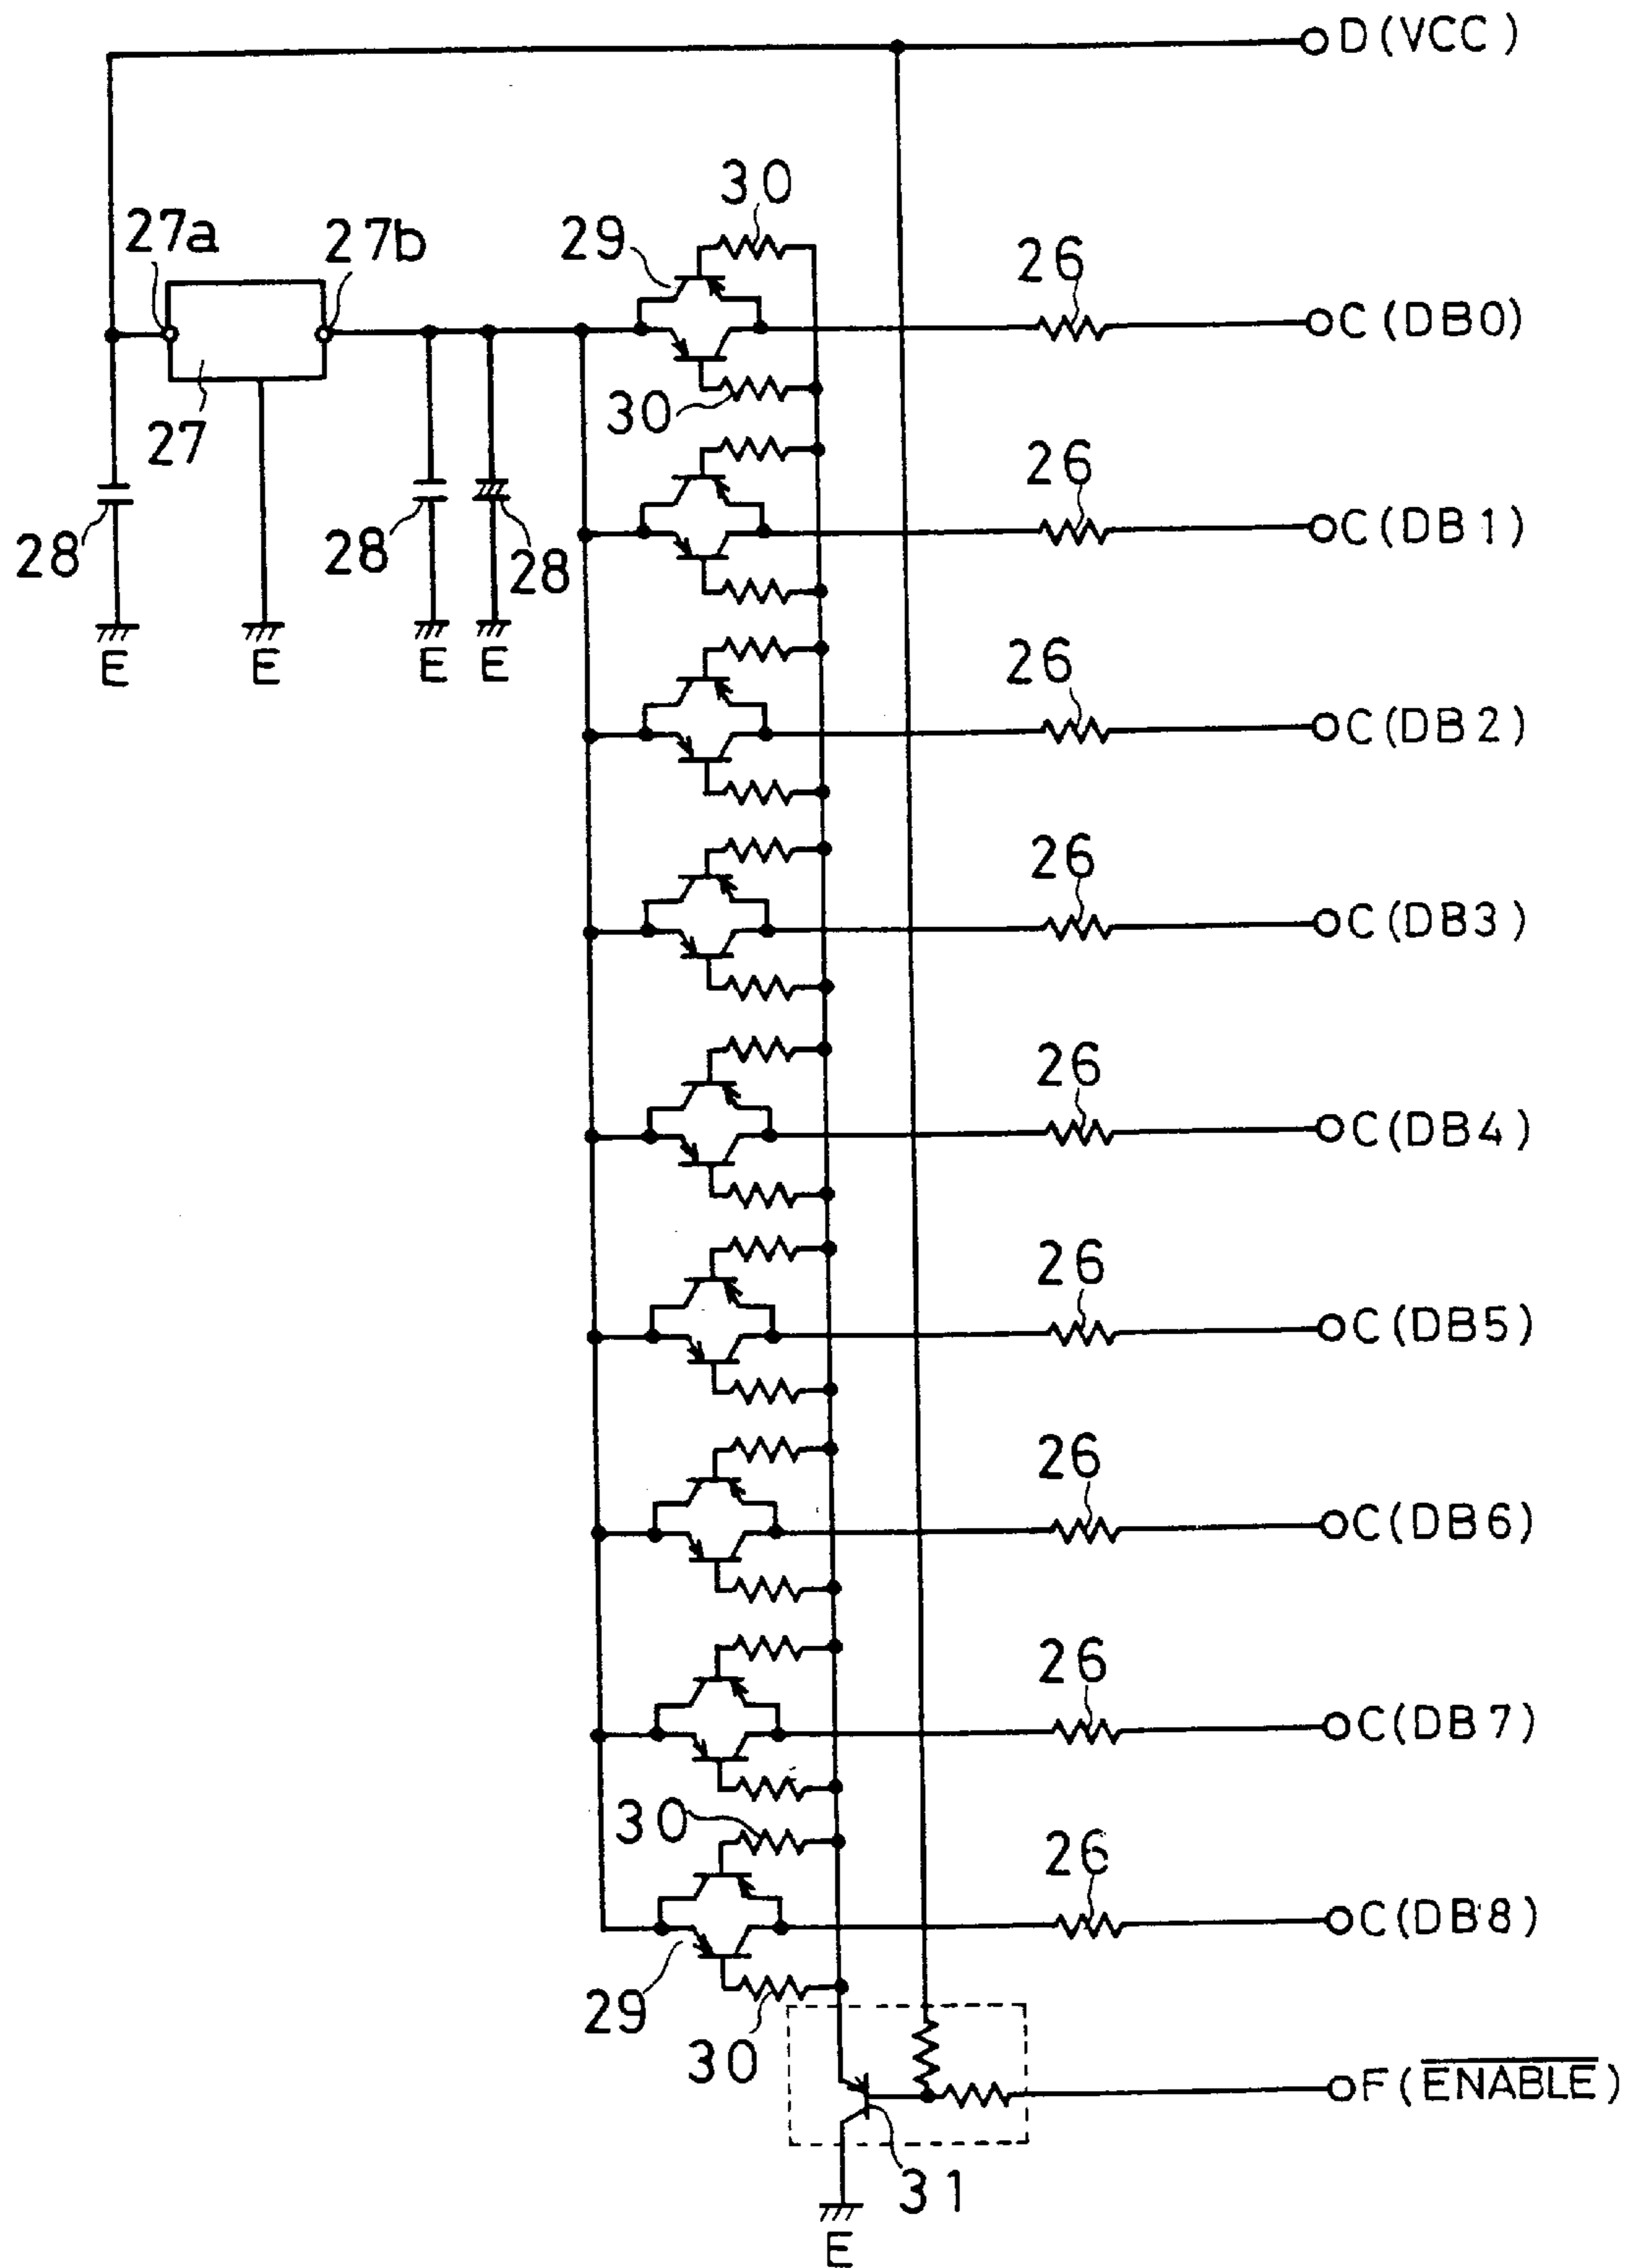 D(VCC)
30
27a
27b
29
26
C(DB0)
30
27
26
C(DB1)
28
28
28
E
E
E
E
26
C(DB2)
26
C(DB3)
26
C(DB4)
26
C(DB5)
26
C(DB6)
26
C(DB7)
30
26
C(DB8)
29
30
F(ENABLE)
31
E